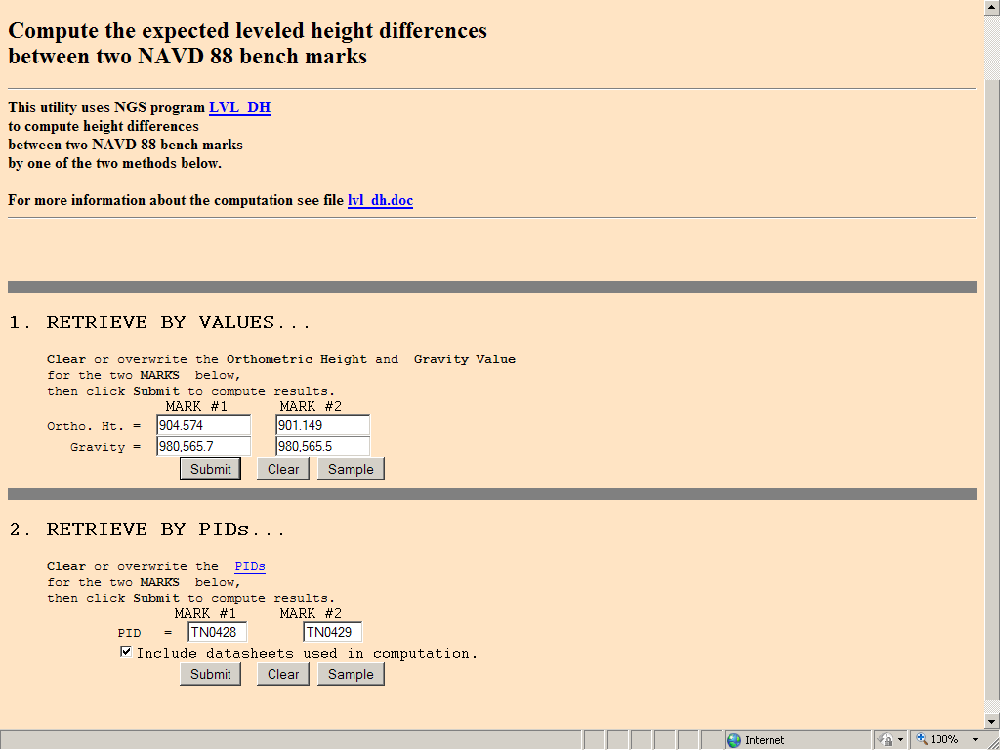 Compute the expected leveled height differences
between two NAVD 88 bench marks
This utility uses NGS program LVL_DH
to compute height differences
between two NAVD 88 bench marks
by one of the two methods below.
For more information about the computation see file lvl_dh.doc
1. RETRIEVE BY VALUES...
Clear or overwrite the Orthometric Height and Gravity Value
for the two MARKS below,
then click Submit to compute results.
MARK #1 MARK #2
Ortho. Ht. = 904.574 901.149
Gravity = 980,565.7 980,565.5
Submit Clear Sample
2. RETRIEVE BY PIDs...
Clear or overwrite the PIDs
for the two MARKS below,
then click Submit to compute results.
MARK #1 MARK #2
PID = TN0428 TN0429
Include datasheets used in computation.
Submit Clear Sample
Internet 100%